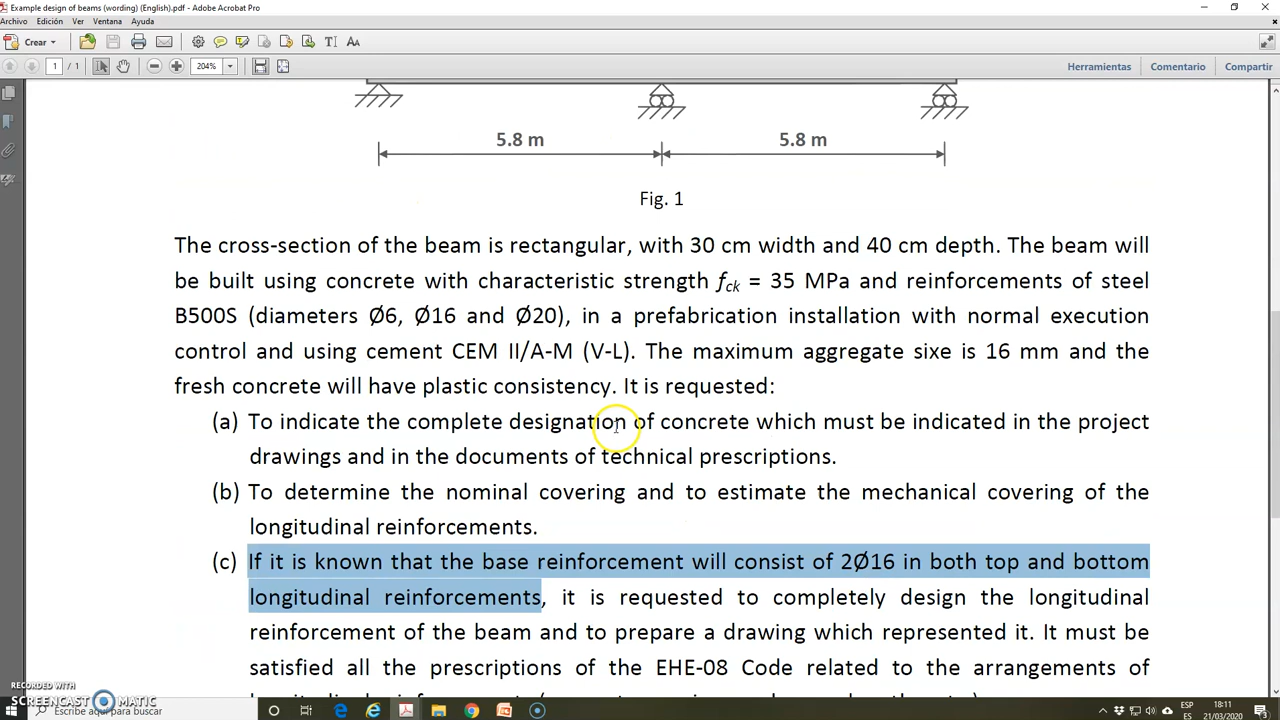 Example design of beams (wording) (English).pdf - Adobe Acrobat Pro
Archivo Edición Ver Ventana Ayuda
Crear
1 / 1 204% Herramientas Comentario Compartir
5.8 m 5.8 m
Fig. 1
The cross-section of the beam is rectangular, with 30 cm width and 40 cm depth. The beam will
be built using concrete with characteristic strength fck = 35 MPa and reinforcements of steel
B500S (diameters Ø6, Ø16 and Ø20), in a prefabrication installation with normal execution
control and using cement CEM II/A-M (V-L). The maximum aggregate sixe is 16 mm and the
fresh concrete will have plastic consistency. It is requested:
(a) To indicate the complete designation of concrete which must be indicated in the project
drawings and in the documents of technical prescriptions.
(b) To determine the nominal covering and to estimate the mechanical covering of the
longitudinal reinforcements.
(c) If it is known that the base reinforcement will consist of 2Ø16 in both top and bottom
longitudinal reinforcements, it is requested to completely design the longitudinal
reinforcement of the beam and to prepare a drawing which represented it. It must be
satisfied all the prescriptions of the EHE-08 Code related to the arrangements of
RECORDED WITH
SCREENCAST MATIC
Escribe aquí para buscar
ESP 18:11
ES 21/03/2020